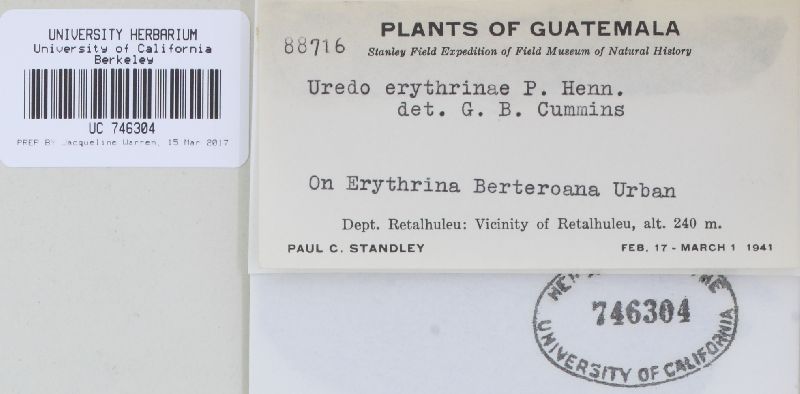 UNIVERSITY HERBARIUM
University of California
Berkeley
UC 746304
PREP BY Jacqueline Warren, 15 Mar 2017
88716
PLANTS OF GUATEMALA
Stanley Field Expedition of Field Museum of Natural History
Uredo erythrinae P. Henn.
det. G. B. Cummins
On Erythrina Berteroana Urban
Dept. Retalhuleu: Vicinity of Retalhuleu, alt. 240 m.
PAUL C. STANDLEY
FEB. 17 - MARCH 1 1941
746304
UNIVERSITY OF CALIFORNIA